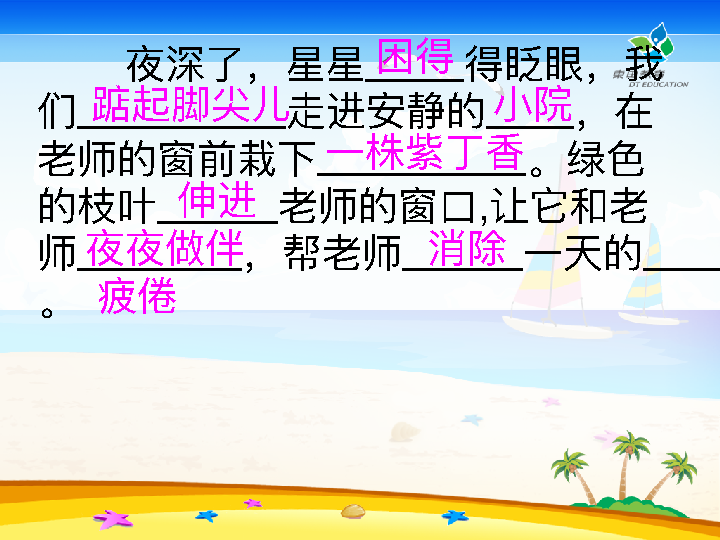 夜深了，星星困得得眨眼，我
们踮起脚尖儿走进安静的小院，在
老师的窗前栽下一株紫丁香。绿色
的枝叶伸进老师的窗口,让它和老
师夜夜做伴，帮老师消除一天的
。疲倦
DT EDUCATION